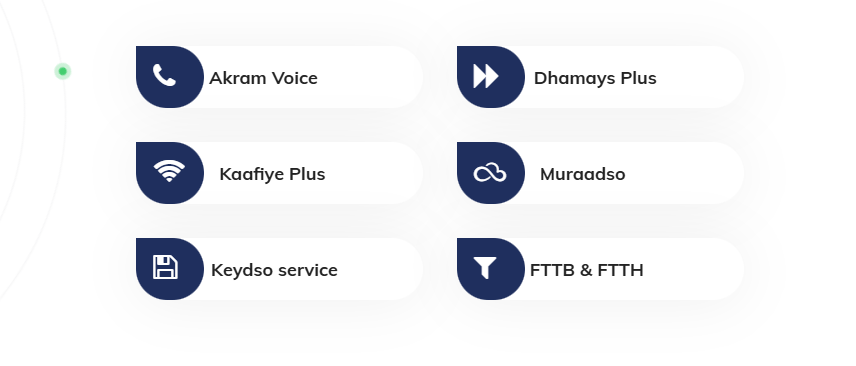 Akram Voice
Dhamays Plus
Kaafiye Plus
Muraadso
Keydso service
FTTB & FTTH